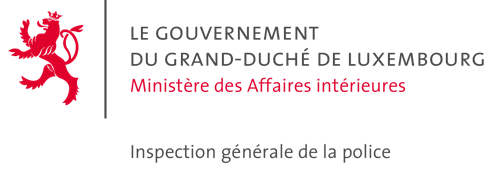 LE GOUVERNEMENT
DU GRAND-DUCHÉ DE LUXEMBOURG
Ministère des Affaires intérieures
Inspection générale de la police